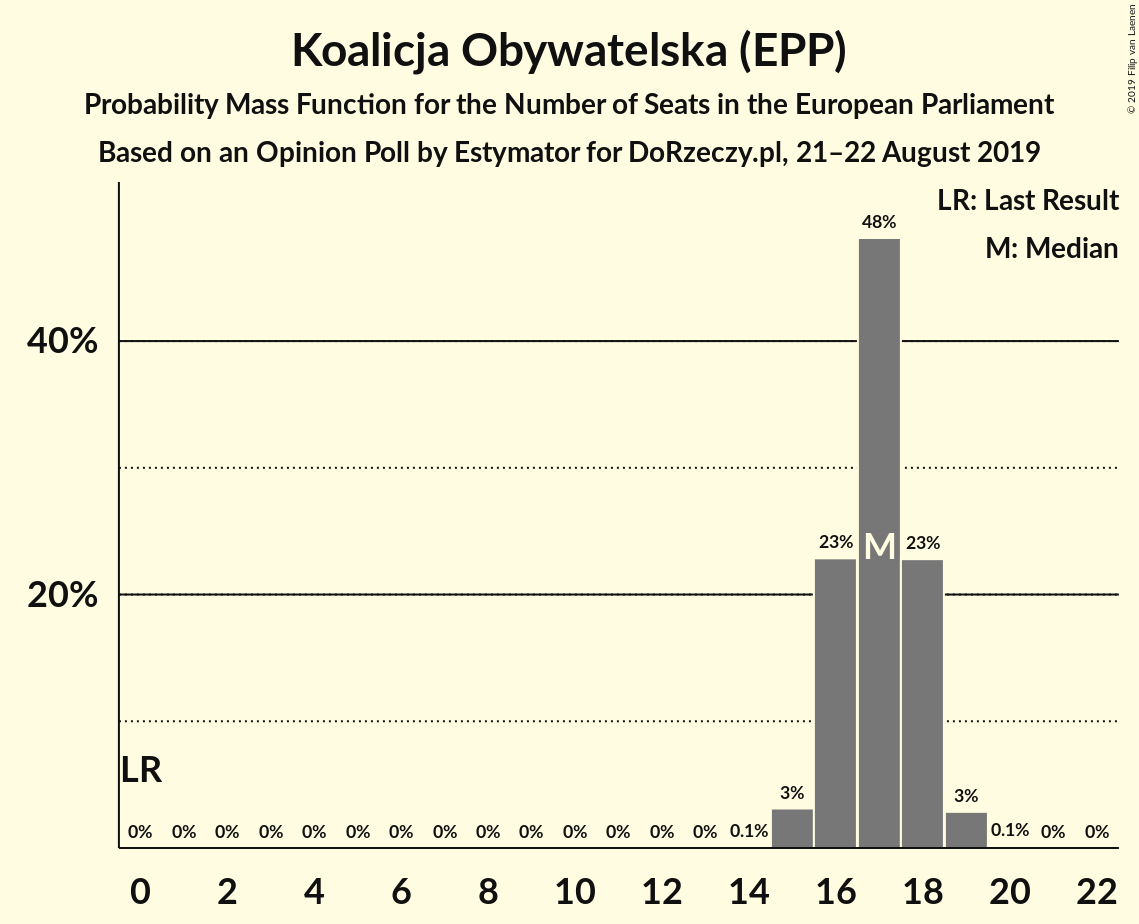 Koalicja Obywatelska (EPP)
Probability Mass Function for the Number of Seats in the European Parliament
Based on an Opinion Poll by Estymator for DoRzeczy.pl, 21–22 August 2019
© 2019 Filip van Laenen
LR: Last Result
M: Median
48%
40%
23% M 23%
20%
LR
3% 3%
0% 0% 0% 0% 0% 0% 0% 0% 0% 0% 0% 0% 0% 0% 0.1% 0.1% 0% 0%
0 2 4 6 8 10 12 14 16 18 20 22